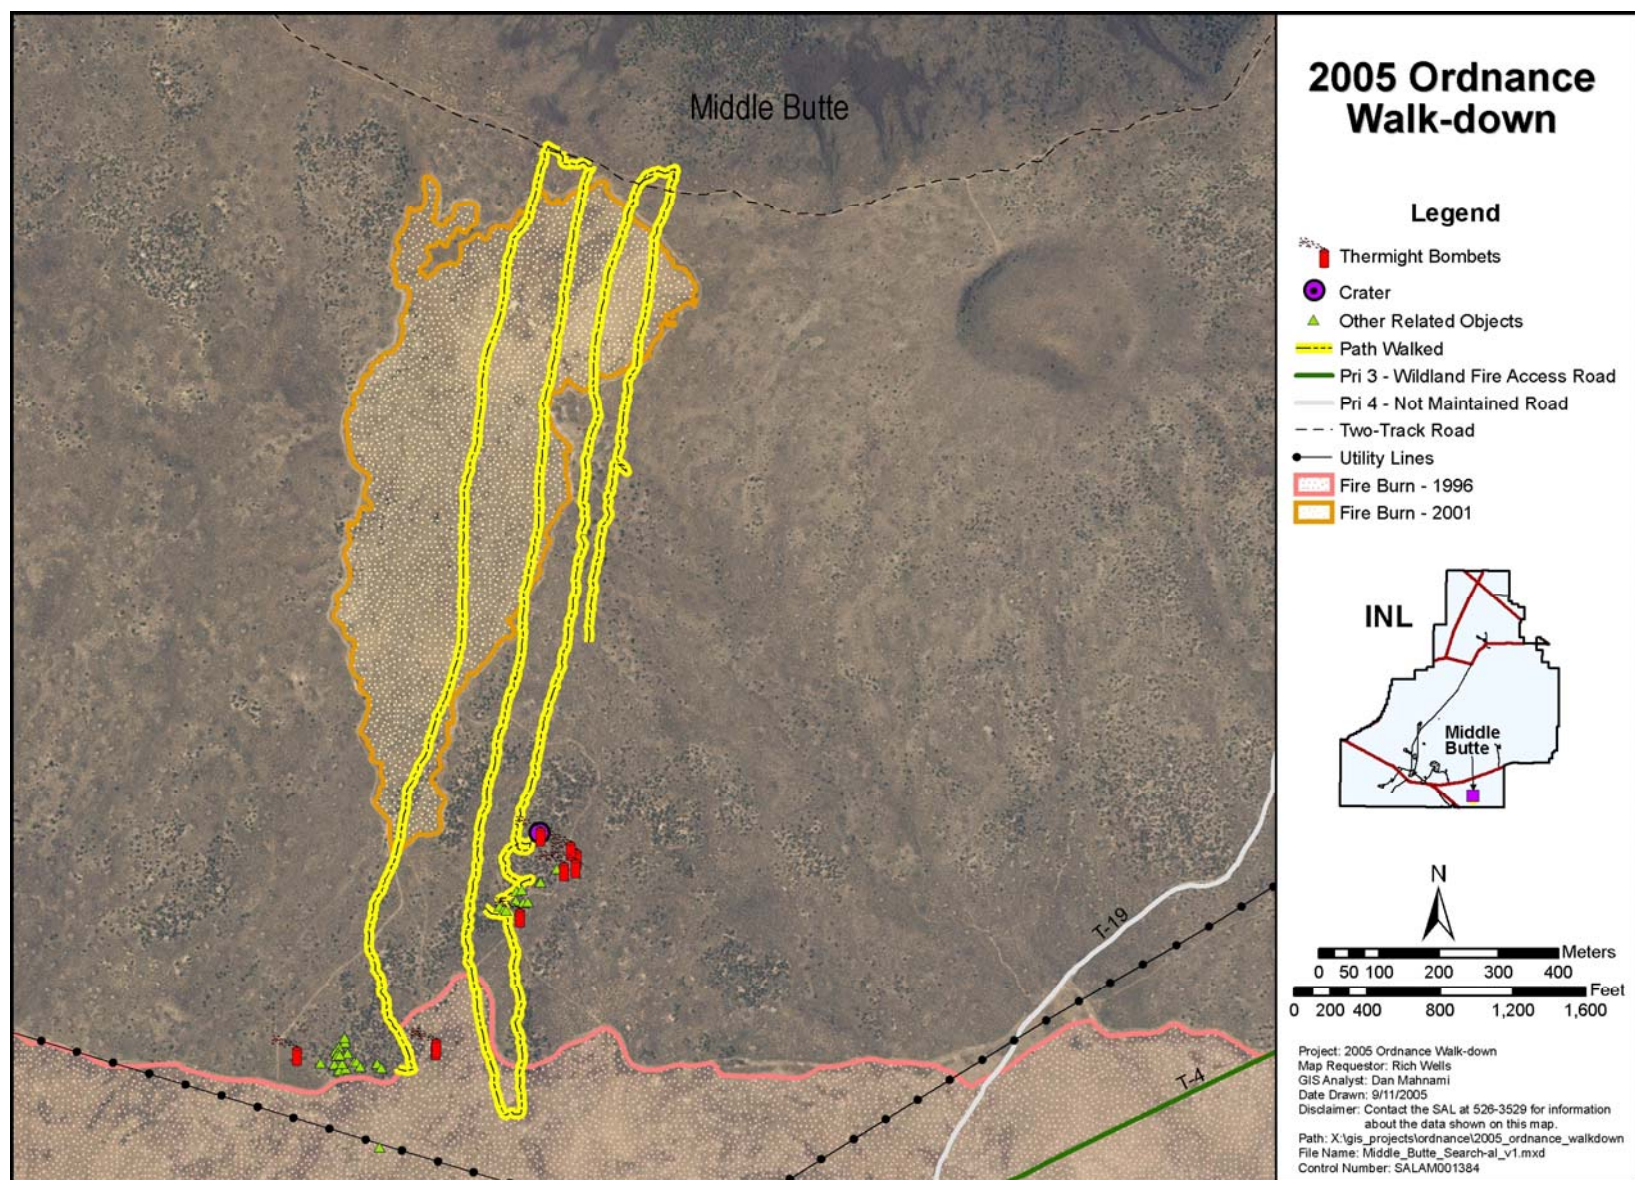 Middle Butte
T-19
T-4
2005 Ordnance
Walk-down
Legend
Thermight Bombets
Crater
Other Related Objects
Path Walked
Pri 3 - Wildland Fire Access Road
Pri 4 - Not Maintained Road
Two-Track Road
Utility Lines
Fire Burn - 1996
Fire Burn - 2001
INL
Middle
Butte
N
Meters
0 50 100 200 300 400
Feet
0 200 400 800 1,200 1,600
Project: 2005 Ordnance Walk-down
Map Requestor: Rich Wells
GIS Analyst: Dan Mahnami
Date Drawn: 9/11/2005
Disclaimer: Contact the SAL at 526-3529 for information
about the data shown on this map.
Path: X:\gis_projects\ordnance\2005_ordnance_walkdown
File Name: Middle_Butte_Search-al_v1.mxd
Control Number: SALAM001384